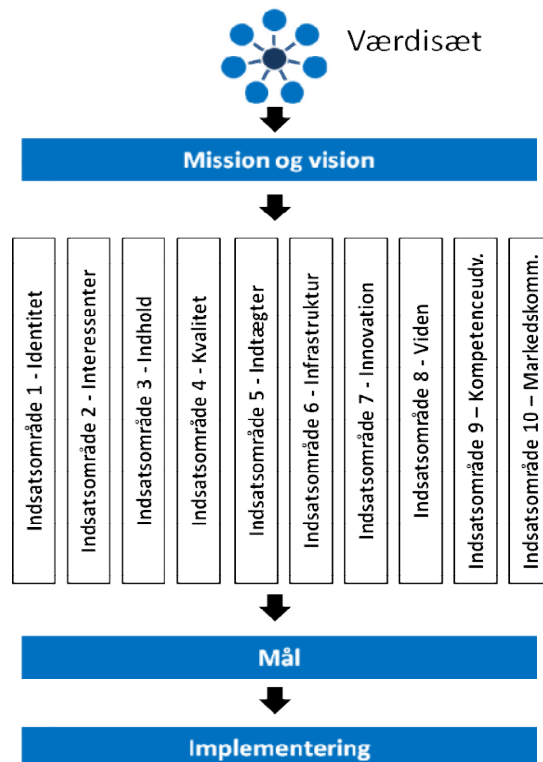 Værdisæt
Mission og vision
Indsatsområde 1 - Identitet
Indsatsområde 2 - Interessenter
Indsatsområde 3 - Indhold
Indsatsområde 4 - Kvalitet
Indsatsområde 5 - Indtægter
Indsatsområde 6 - Infrastruktur
Indsatsområde 7 - Innovation
Indsatsområde 8 - Viden
Indsatsområde 9 – Kompetenceudv.
Indsatsområde 10 – Markedskomm.
Mål
Implementering